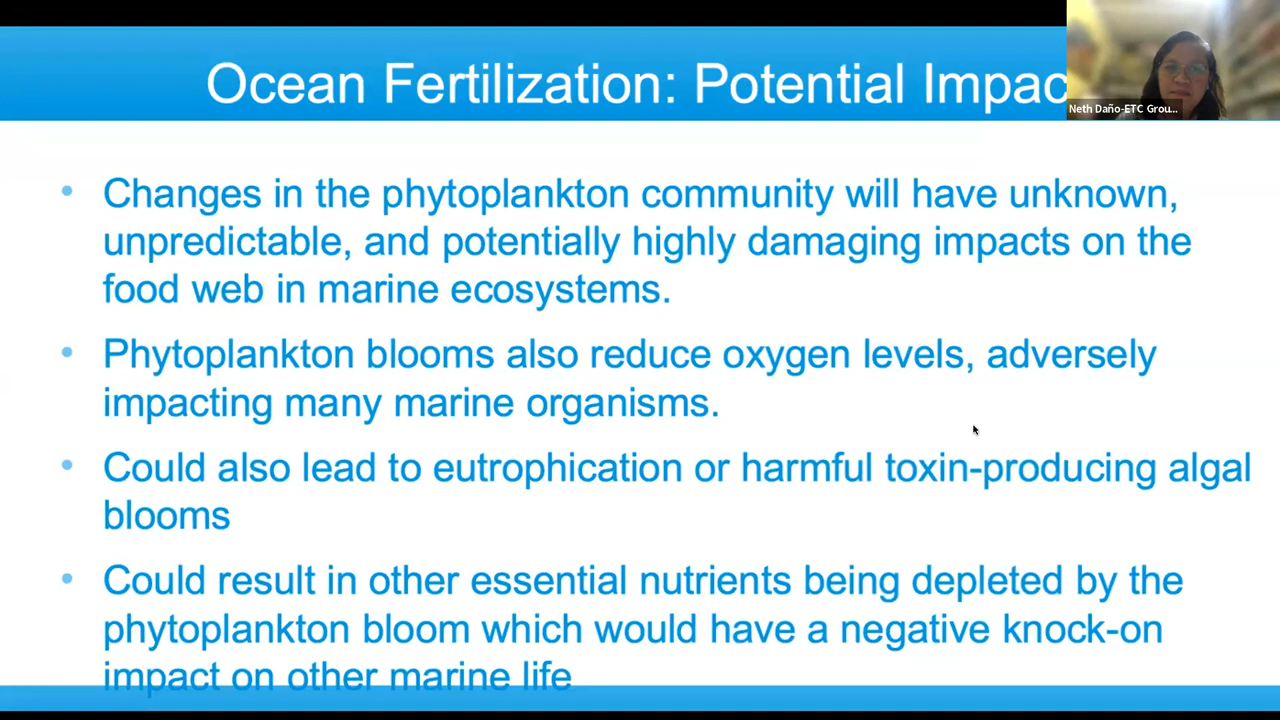 Ocean Fertilization: Potential Impac
Neth Daño-ETC Grou...
• Changes in the phytoplankton community will have unknown,
unpredictable, and potentially highly damaging impacts on the
food web in marine ecosystems.
• Phytoplankton blooms also reduce oxygen levels, adversely
impacting many marine organisms.
• Could also lead to eutrophication or harmful toxin-producing algal
blooms
• Could result in other essential nutrients being depleted by the
phytoplankton bloom which would have a negative knock-on
impact on other marine life